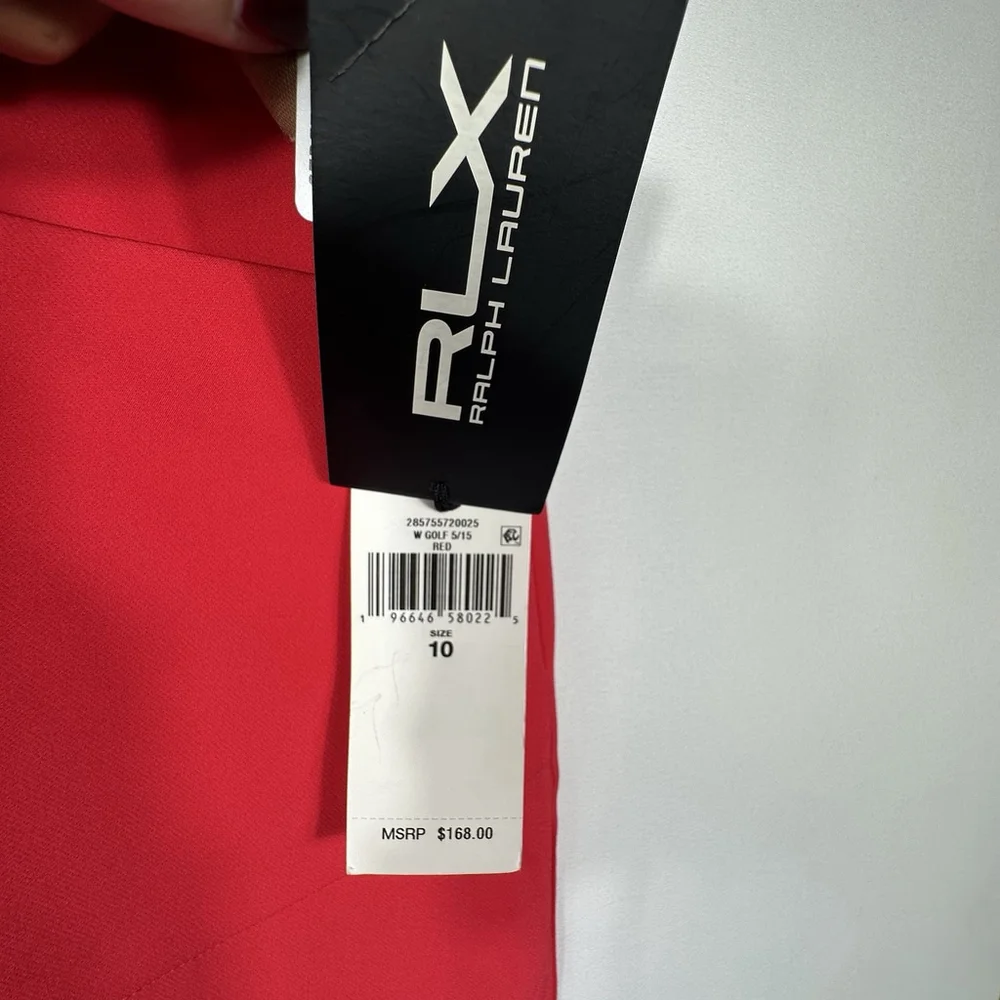 RLX
RALPH LAUREN
285755720025
W GOLF 5/15
RED
1 96646 58022 5
SIZE
10
MSRP $168.00